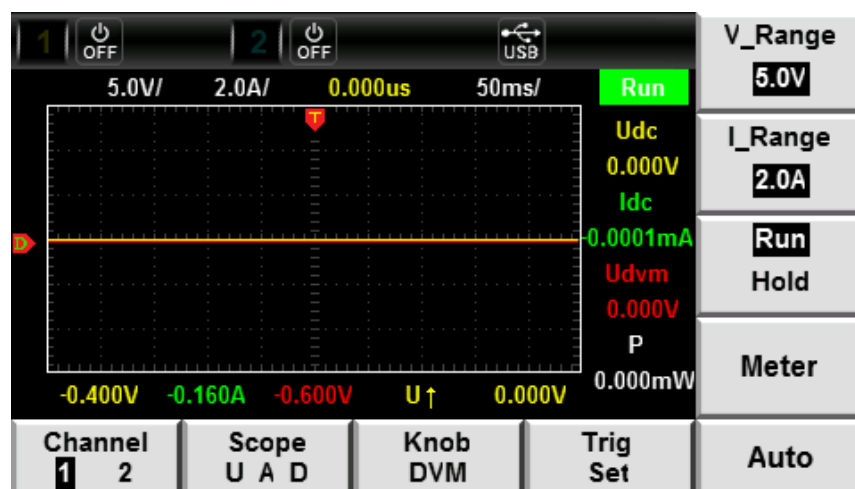 1 OFF 2 OFF USB
5.0V/ 2.0A/ 0.000us 50ms/ Run
T
Udc
0.000V
Idc
D
-0.0001mA
Udvm
0.000V
P
0.000mW
-0.400V -0.160A -0.600V U↑ 0.000V
V_Range
5.0V
I_Range
2.0A
Run
Hold
Meter
Auto
Channel
1 2
Scope
U A D
Knob
DVM
Trig
Set